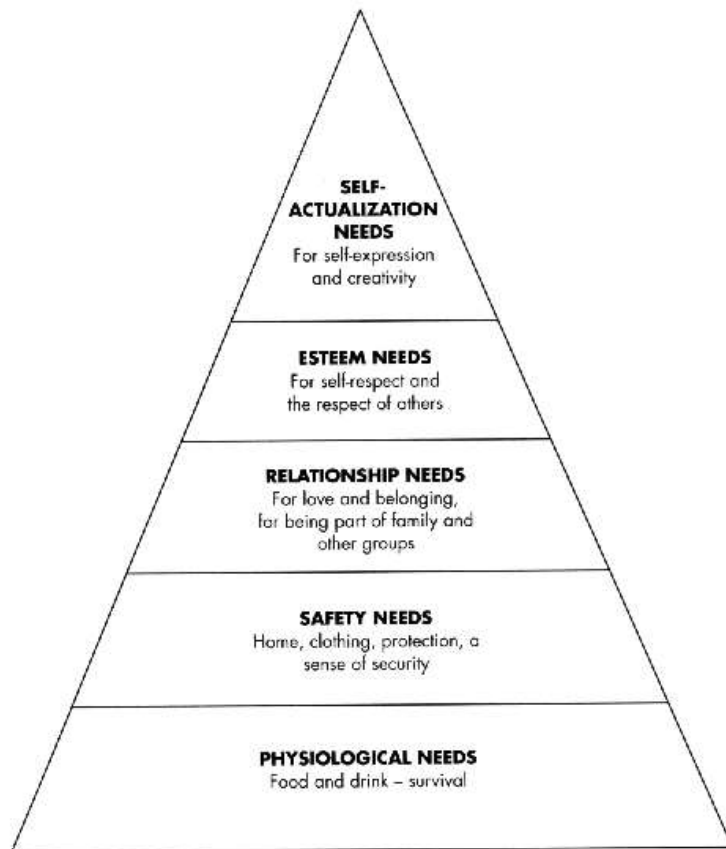 SELF-
ACTUALIZATION
NEEDS
For self-expression
and creativity
ESTEEM NEEDS
For self-respect and
the respect of others
RELATIONSHIP NEEDS
For love and belonging,
for being part of family and
other groups
SAFETY NEEDS
Home, clothing, protection, a
sense of security
PHYSIOLOGICAL NEEDS
Food and drink – survival